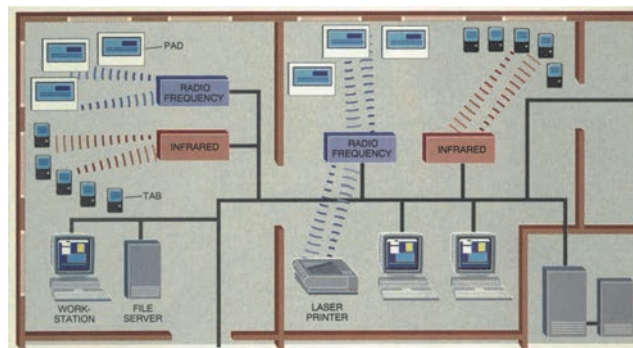 PAD
RADIO
FREQUENCY
INFRARED
TAB
WORK-
STATION
FILE
SERVER
RADIO
FREQUENCY
INFRARED
LASER
PRINTER